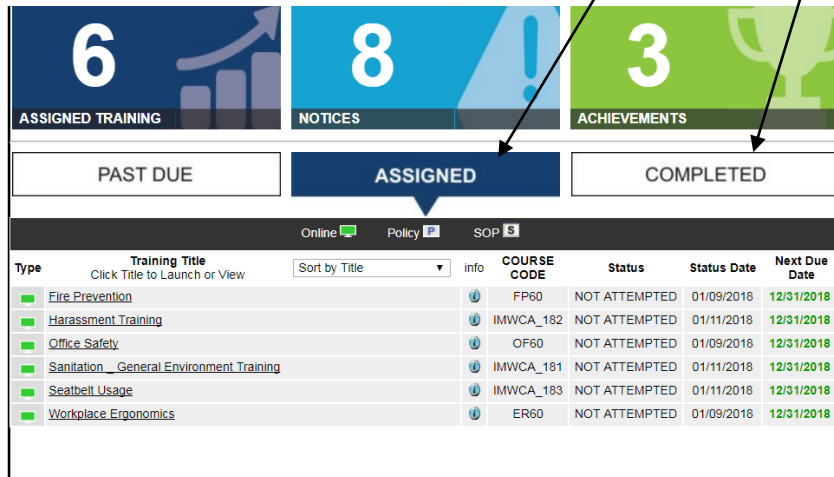 6
8
3
ASSIGNED TRAINING
NOTICES
ACHIEVEMENTS
PAST DUE
ASSIGNED
COMPLETED
Online
Policy P
SOP S
Type
Training Title
Click Title to Launch or View
Sort by Title
info
COURSE
CODE
Status
Status Date
Next Due
Date
Fire Prevention FP60 NOT ATTEMPTED 01/09/2018 12/31/2018
Harassment Training IMWCA_182 NOT ATTEMPTED 01/11/2018 12/31/2018
Office Safety OF60 NOT ATTEMPTED 01/09/2018 12/31/2018
Sanitation _ General Environment Training IMWCA_181 NOT ATTEMPTED 01/11/2018 12/31/2018
Seatbelt Usage IMWCA_183 NOT ATTEMPTED 01/11/2018 12/31/2018
Workplace Ergonomics ER60 NOT ATTEMPTED 01/09/2018 12/31/2018